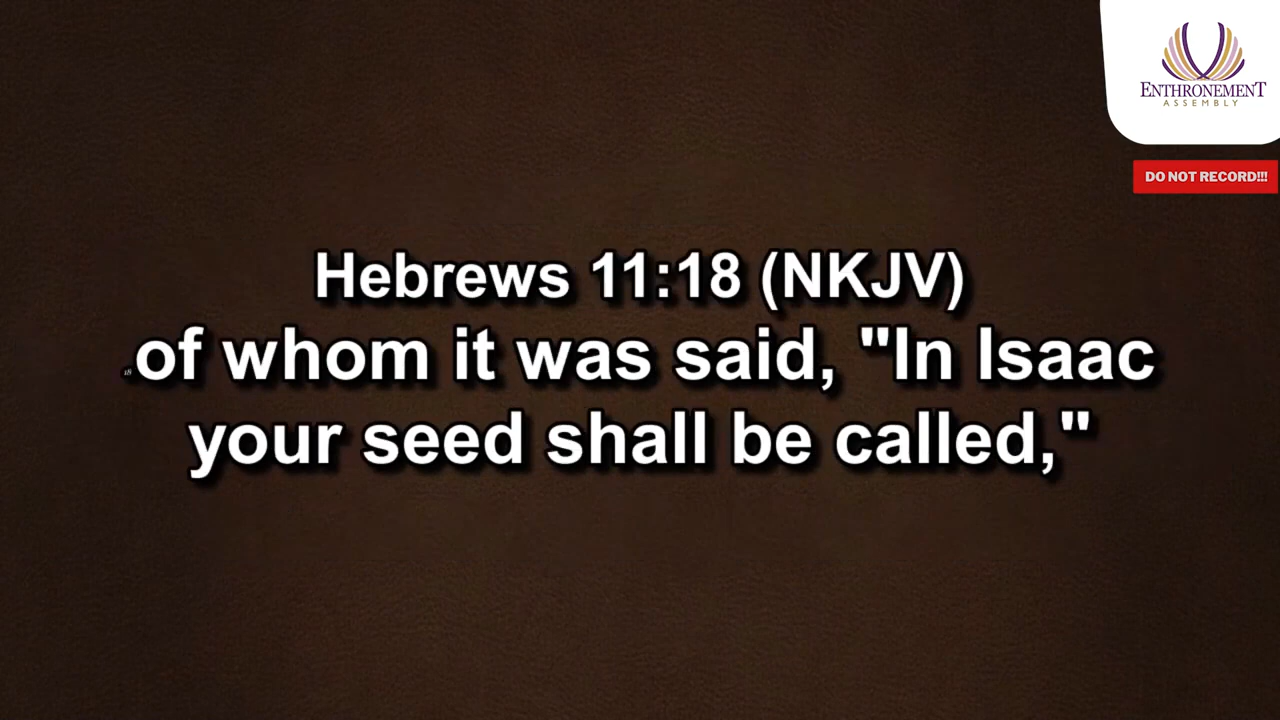 ENTHRONEMENT
ASSEMBLY
DO NOT RECORD!!!
Hebrews 11:18 (NKJV)
18 of whom it was said, "In Isaac
your seed shall be called,"